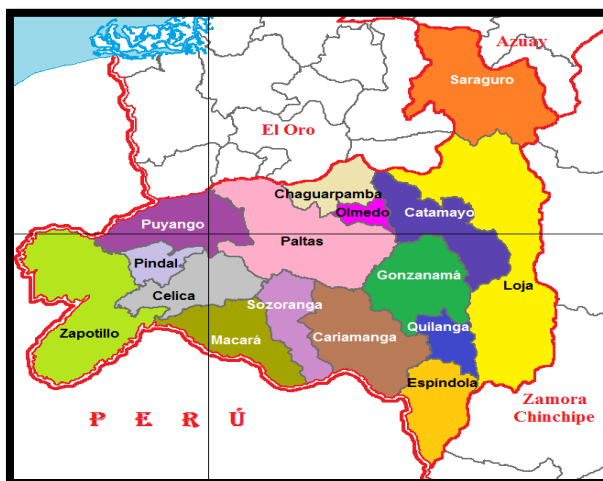 Azuay
Saraguro
El Oro
Chaguarpamba
Olmedo
Catamayo
Puyango
Paltas
Pindal
Gonzanamá
Celica
Loja
Sozoranga
Zapotillo
Quilanga
Macará
Cariamanga
Espíndola
Zamora
Chinchipe
PERÚ